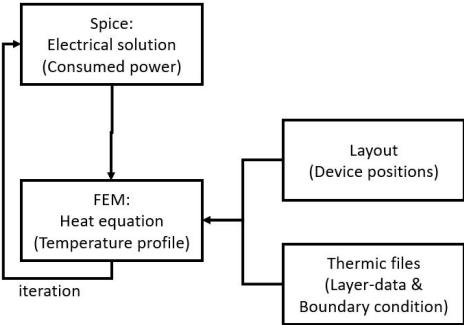 Spice:
Electrical solution
(Consumed power)
Layout
(Device positions)
FEM:
Heat equation
(Temperature profile)
Thermic files
(Layer-data &
Boundary condition)
iteration